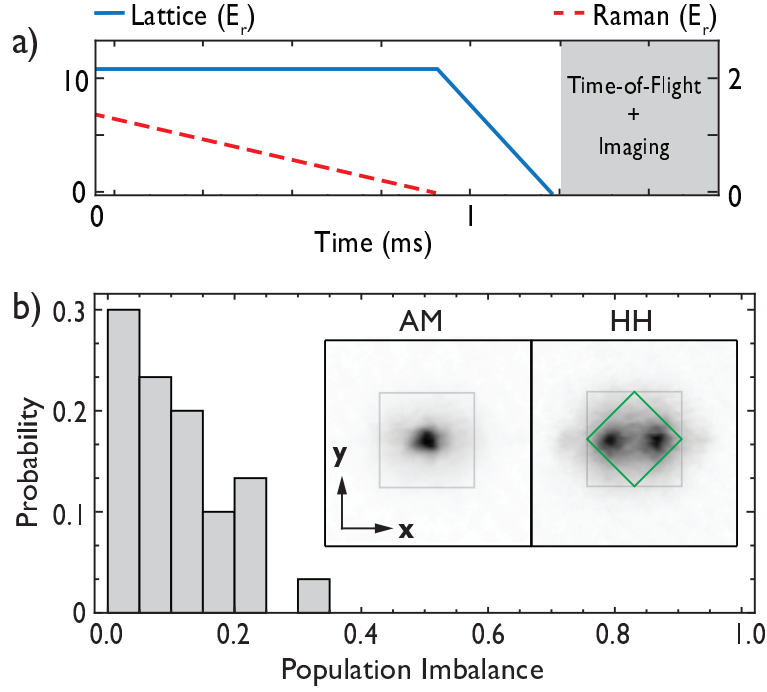 Lattice (Er)
Raman (Er)
a)
10
0
2
0
Time-of-Flight
+
Imaging
0
1
Time (ms)
b)
0.3
0.2
0.1
0
Probability
AM
HH
y
x
0.0
0.2
0.4
0.6
0.8
1.0
Population Imbalance